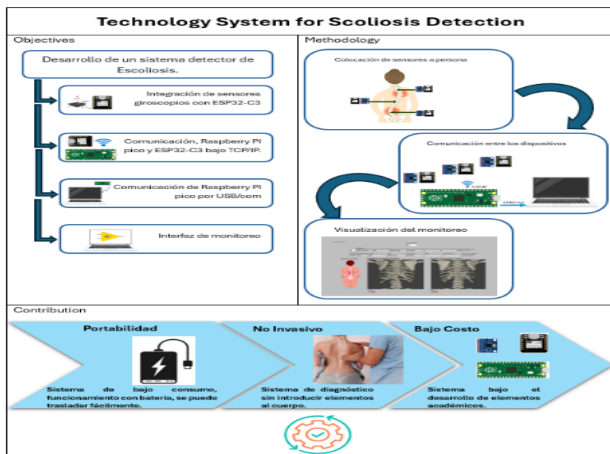 Technology System for Scoliosis Detection
Objectives
Desarrollo de un sistema detector de
Escoliosis.
Integración de sensores
giroscopios con ESP32-C3
Comunicación, Raspberry PI
pico y ESP32-C3 bajo TCP/IP.
Comunicación de Raspberry PI
pico por USB/com
Interfaz de monitoreo
Methodology
Colocación de sensores a persona
Comunicación entre los dispositivos
Visualización del monitoreo
Contribution
Portabilidad
Sistema de bajo consumo,
funcionamiento con batería, se puede
trasladar fácilmente.
No Invasivo
Sistema de diagnóstico
sin introducir elementos
al cuerpo.
Bajo Costo
Sistema bajo el
desarrollo de elementos
académicos.